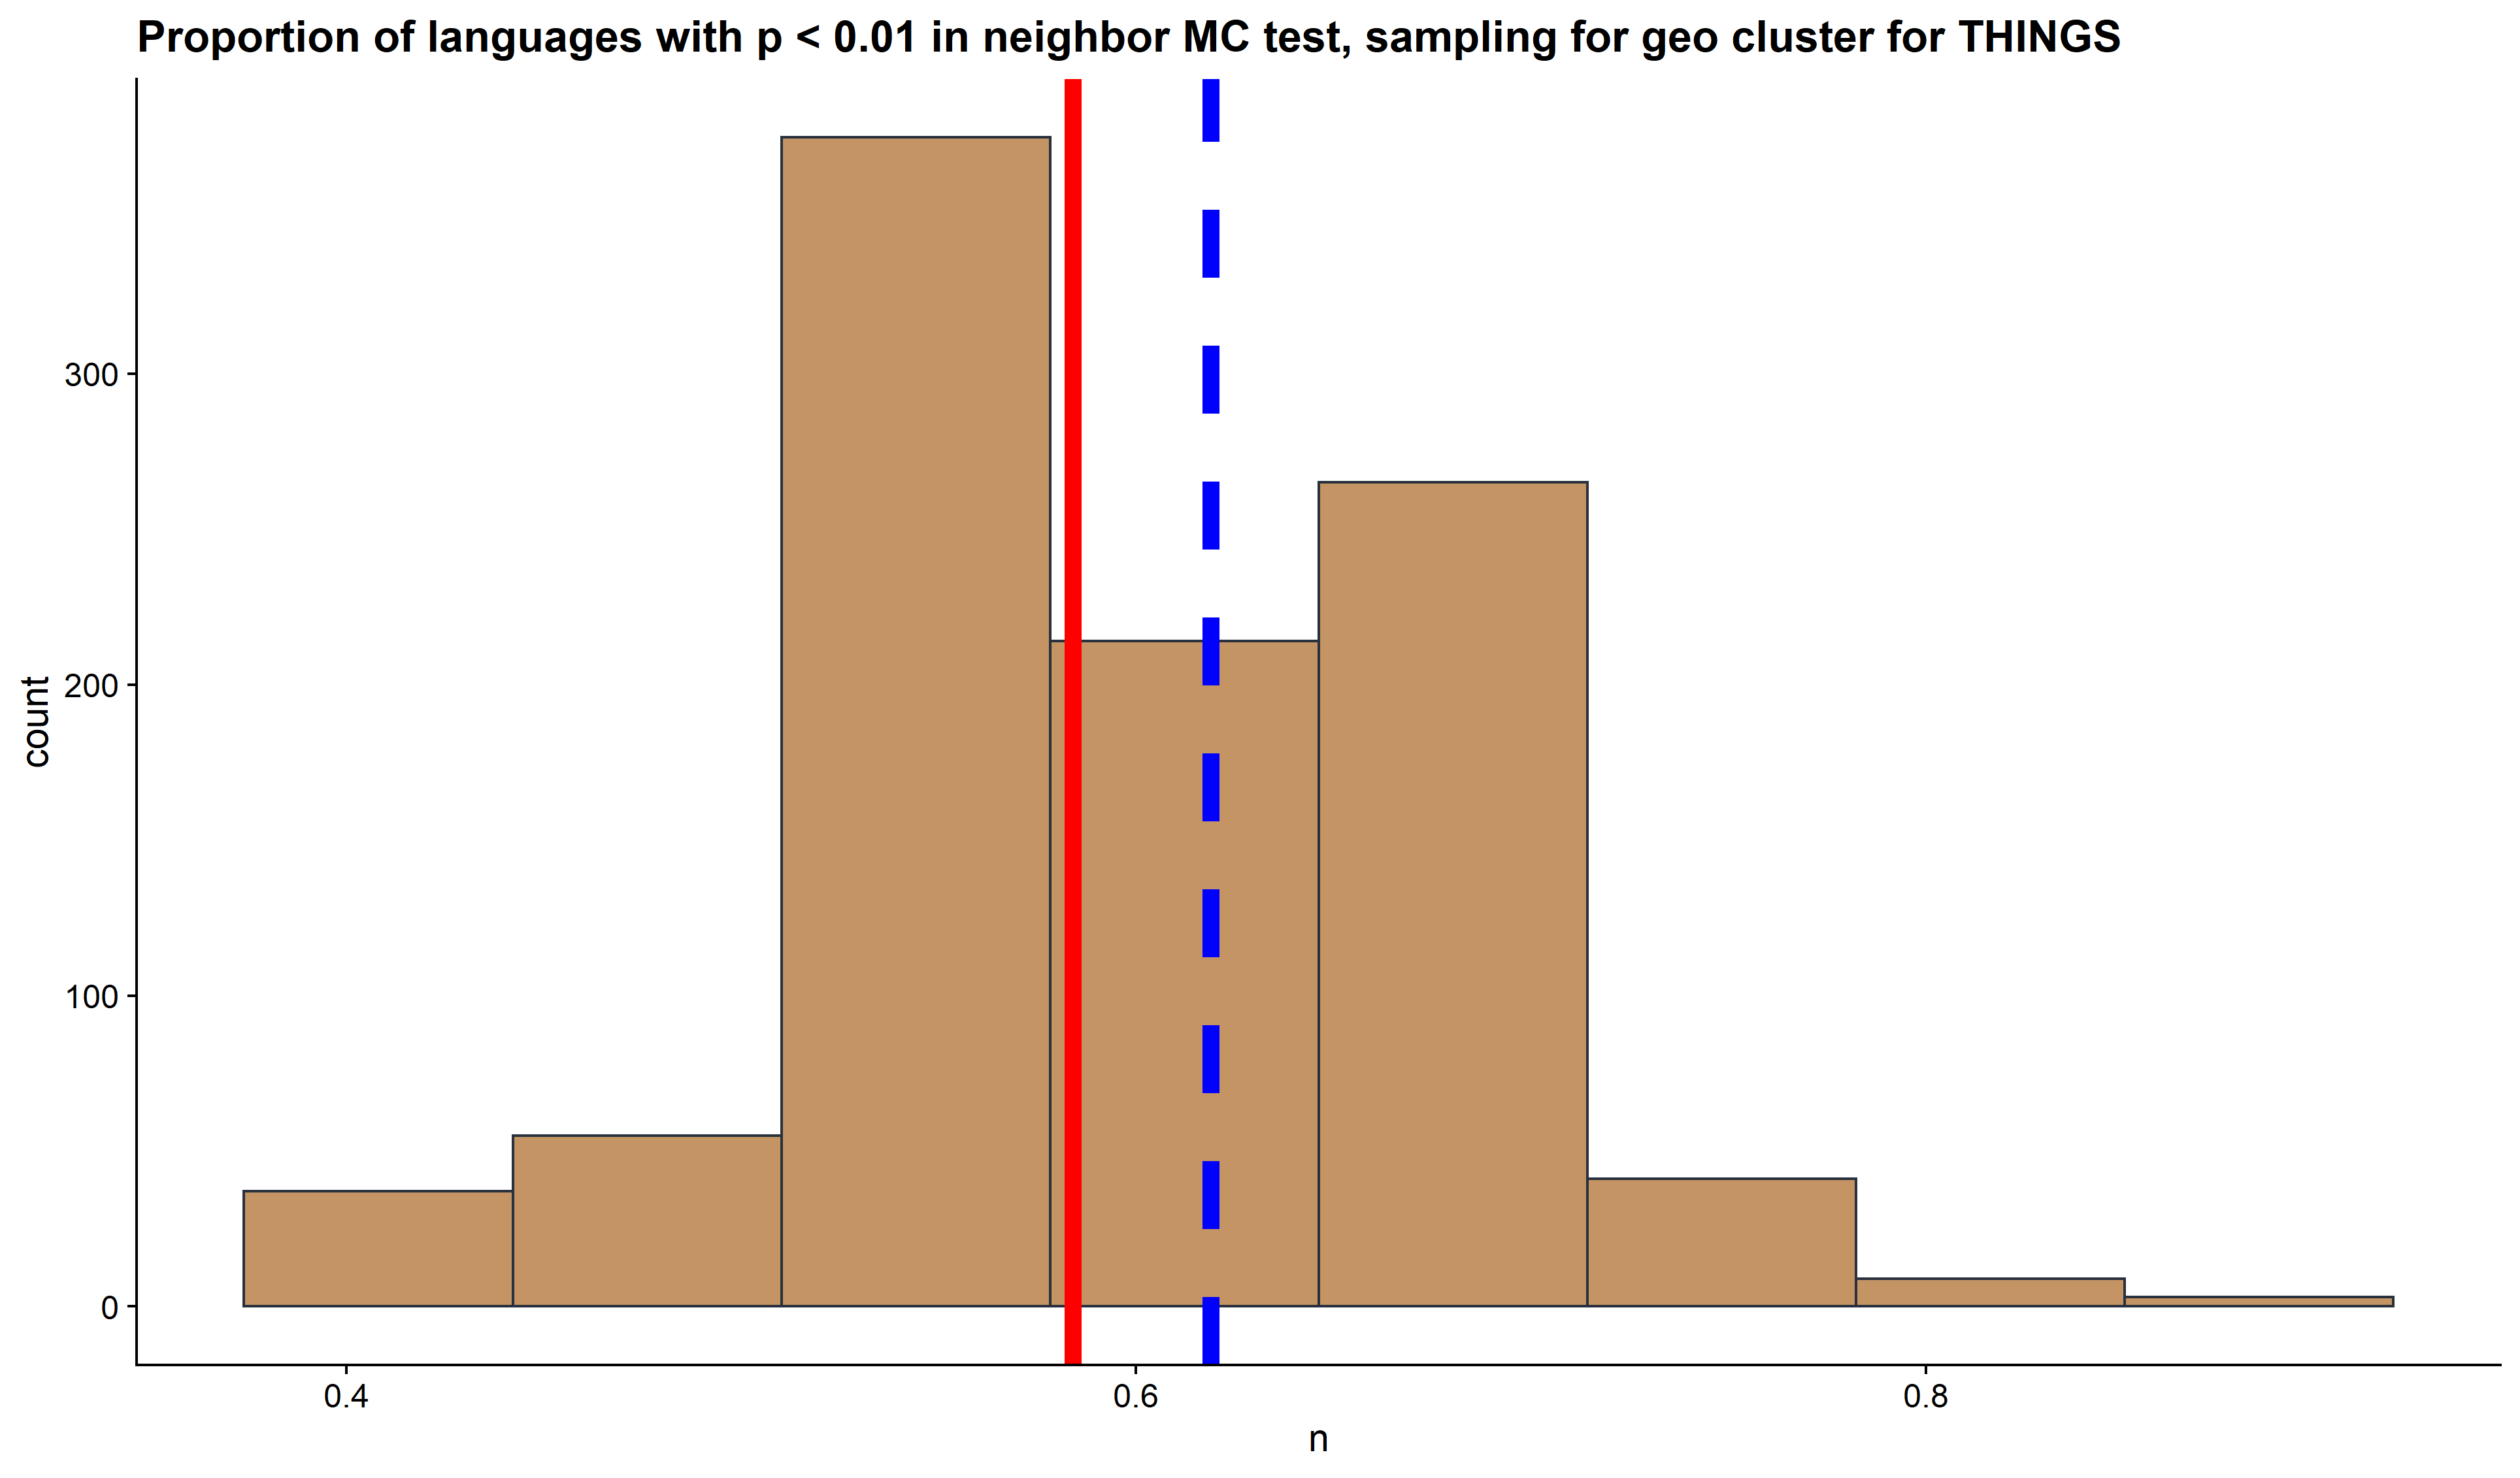 Proportion of languages with p < 0.01 in neighbor MC test, sampling for geo cluster for THINGS
300
200
100
0
count
0.4
0.6
0.8
n